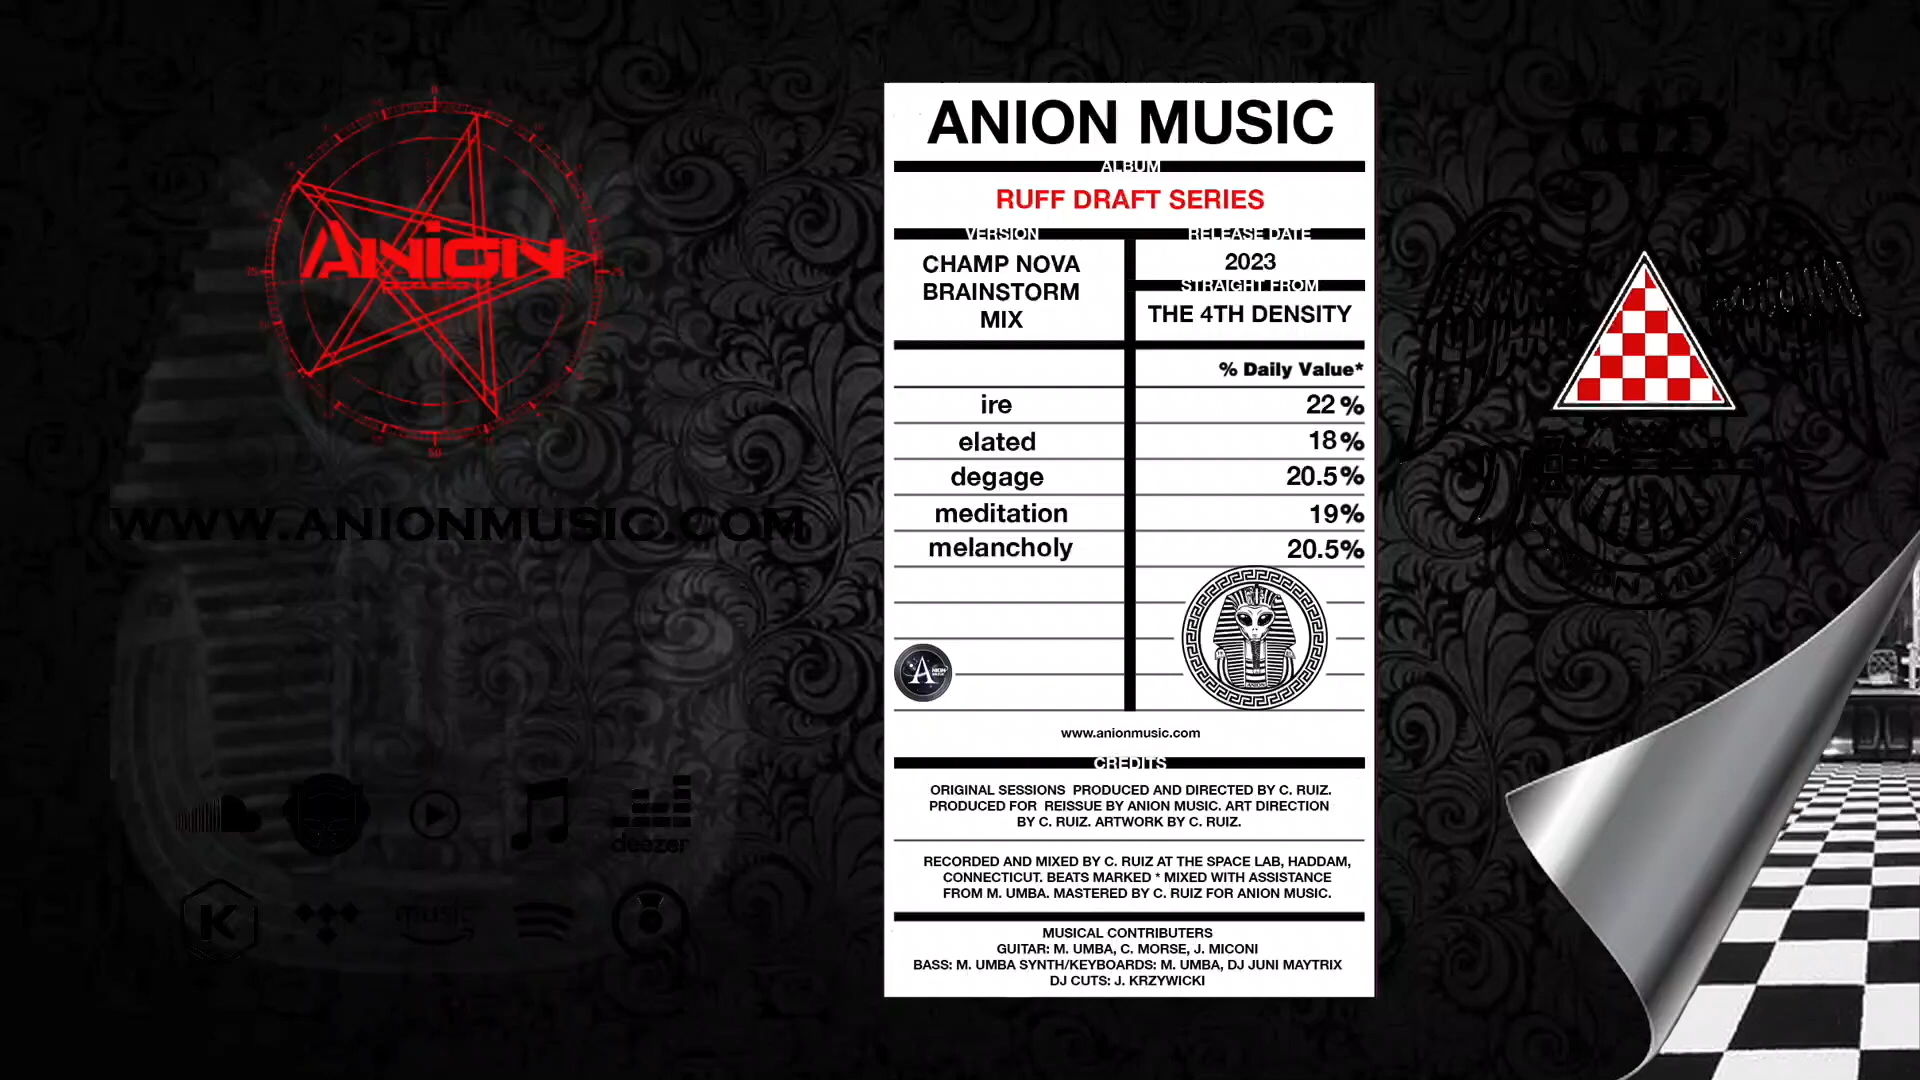 ANION
WWW.ANIONMUSIC.COM
deezer
music
ANION MUSIC
ALBUM
RUFF DRAFT SERIES
VERSION
RELEASE DATE
CHAMP NOVA
BRAINSTORM
MIX
2023
STRAIGHT FROM
THE 4TH DENSITY
% Daily Value*
ire 22 %
elated 18%
degage 20.5%
meditation 19%
melancholy 20.5%
www.anionmusic.com
CREDITS
ORIGINAL SESSIONS PRODUCED AND DIRECTED BY C. RUIZ.
PRODUCED FOR REISSUE BY ANION MUSIC. ART DIRECTION
BY C. RUIZ. ARTWORK BY C. RUIZ.
RECORDED AND MIXED BY C. RUIZ AT THE SPACE LAB, HADDAM,
CONNECTICUT. BEATS MARKED * MIXED WITH ASSISTANCE
FROM M. UMBA. MASTERED BY C. RUIZ FOR ANION MUSIC.
MUSICAL CONTRIBUTERS
GUITAR: M. UMBA, C. MORSE, J. MICONI
BASS: M. UMBA SYNTH/KEYBOARDS: M. UMBA, DJ JUNI MAYTRIX
DJ CUTS: J. KRZYWICKI